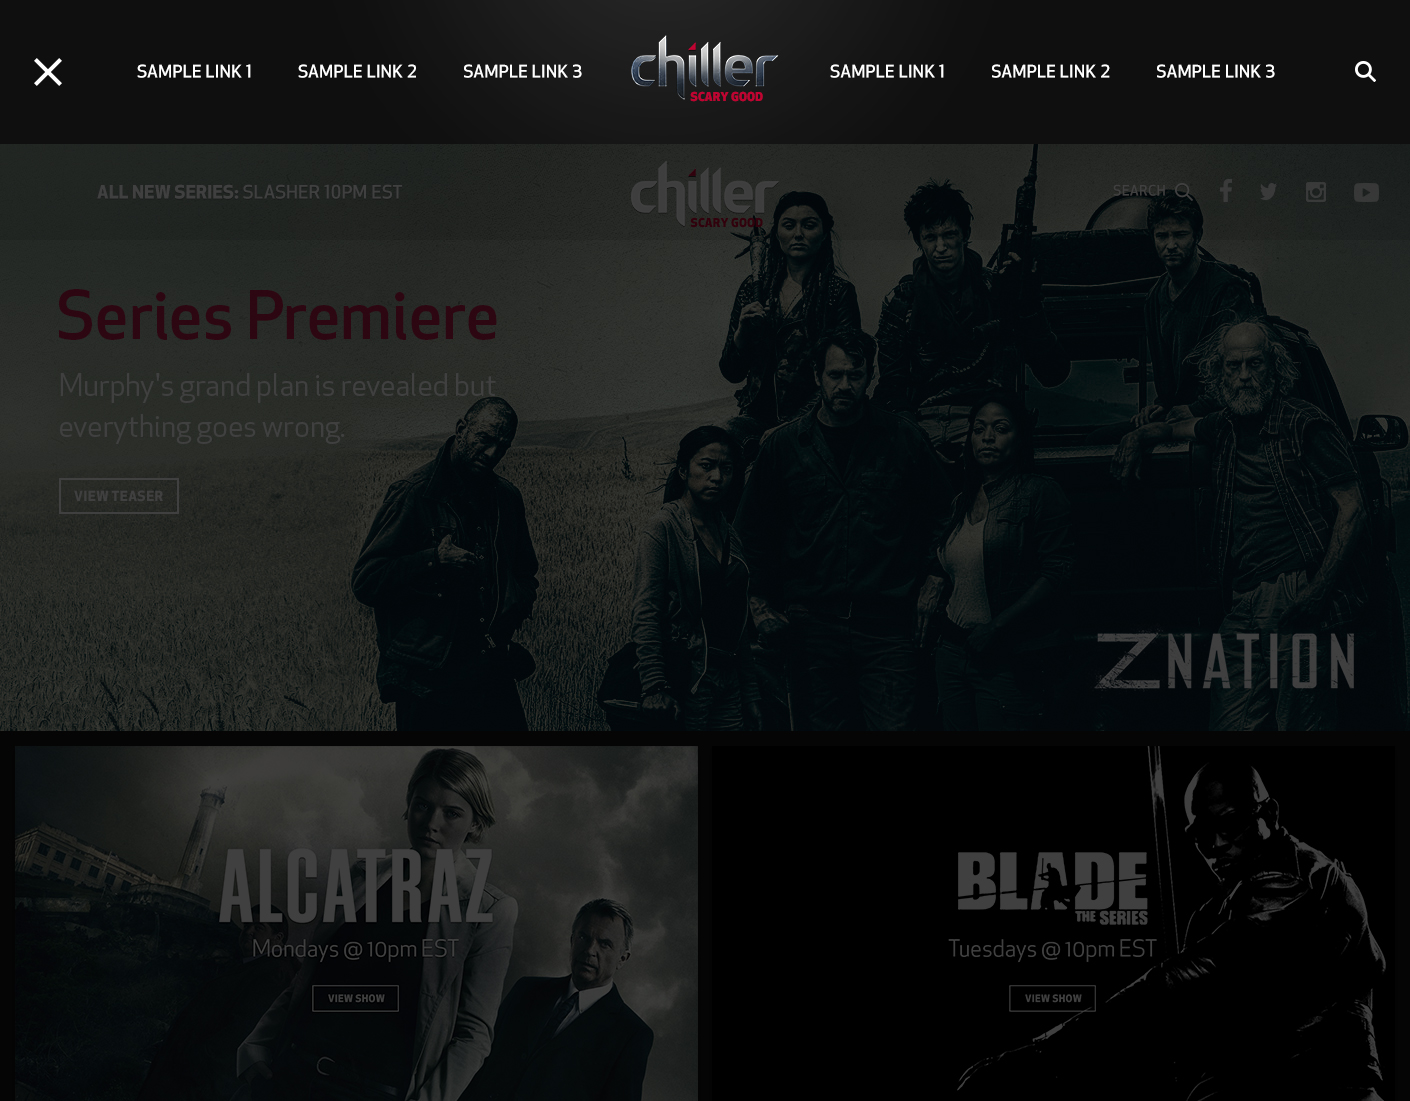 SAMPLE LINK 1 SAMPLE LINK 2 SAMPLE LINK 3 chiller SAMPLE LINK 1 SAMPLE LINK 2 SAMPLE LINK 3
SCARY GOOD
ALL NEW SERIES: SLASHER 10PM EST chiller SEARCH
SCARY GOOD
Series Premiere
Murphy's grand plan is revealed but
everything goes wrong.
VIEW TEASER
Z NATION
ALCATRAZ
Mondays @ 10pm EST
VIEW SHOW
BLADE
THE SERIES
Tuesdays @ 10pm EST
VIEW SHOW